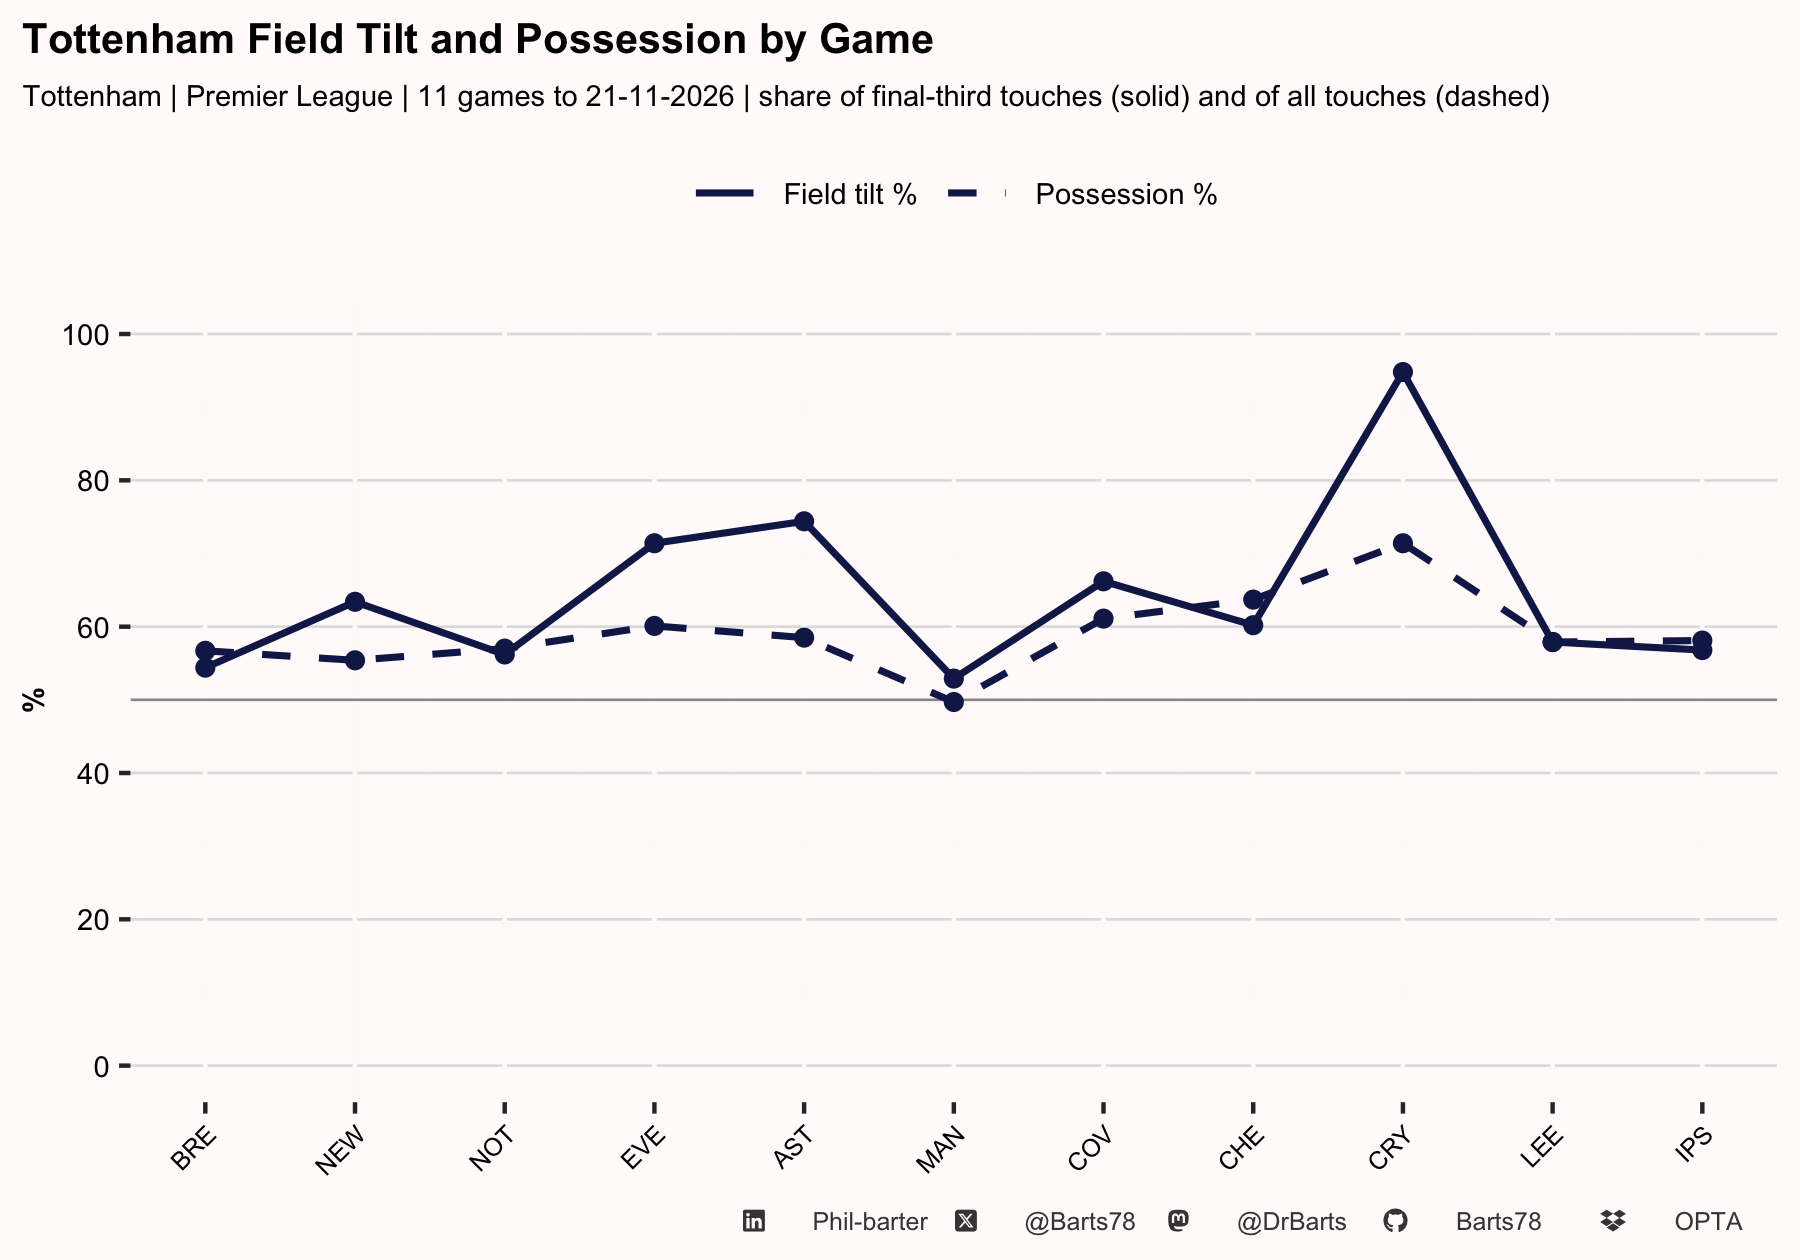 Tottenham Field Tilt and Possession by Game
Tottenham | Premier League | 11 games to 21-11-2026 | share of final-third touches (solid) and of all touches (dashed)
Field tilt % Possession %
100
80
60
%
40
20
0
BRE NEW NOT EVE AST MAN COV CHE CRY LEE IPS
Phil-barter @Barts78 @DrBarts Barts78 OPTA